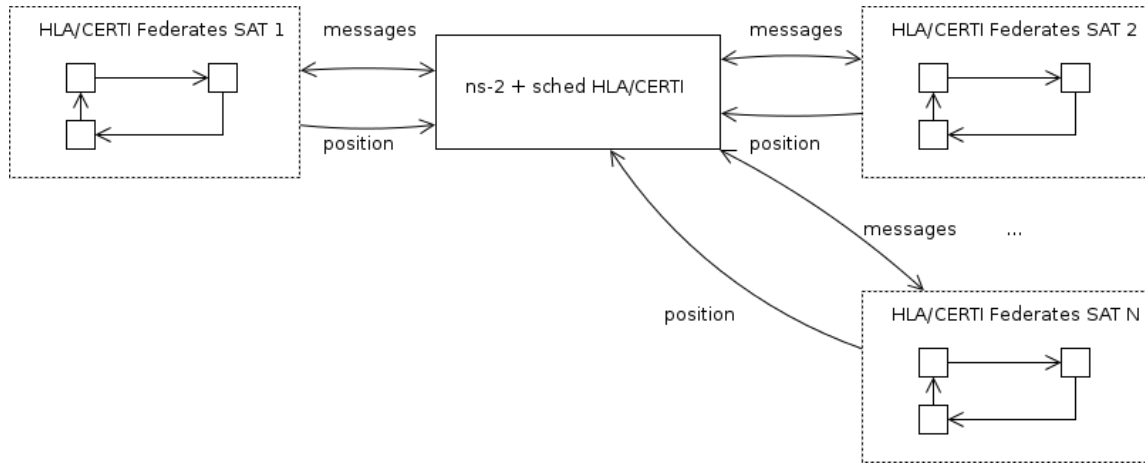 HLA/CERTI Federates SAT 1
messages
ns-2 + sched HLA/CERTI
position
messages
HLA/CERTI Federates SAT 2
position
messages
...
position
HLA/CERTI Federates SAT N